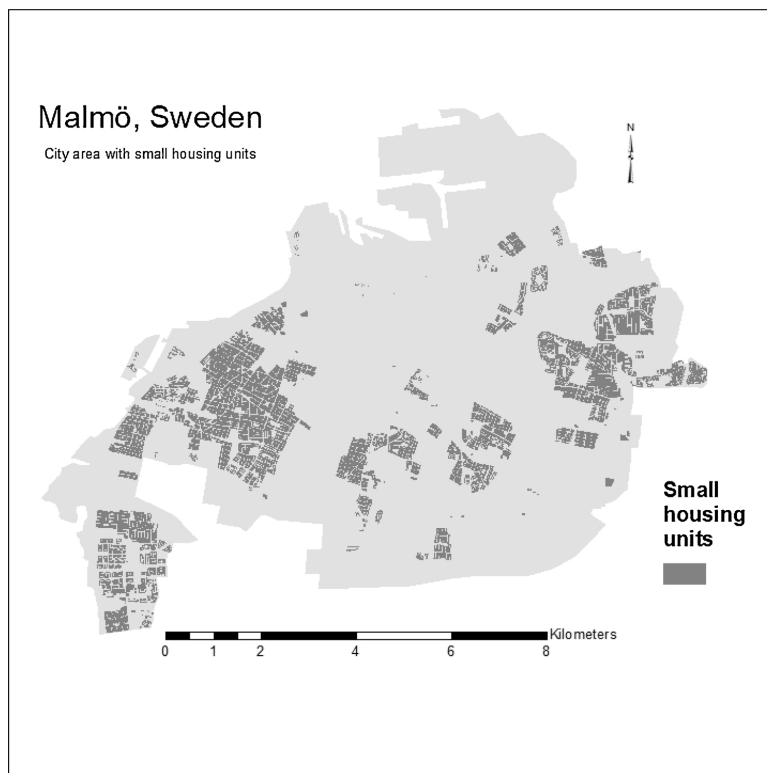 Malmö, Sweden
City area with small housing units
N
Small
housing
units
Kilometers
0 1 2 4 6 8